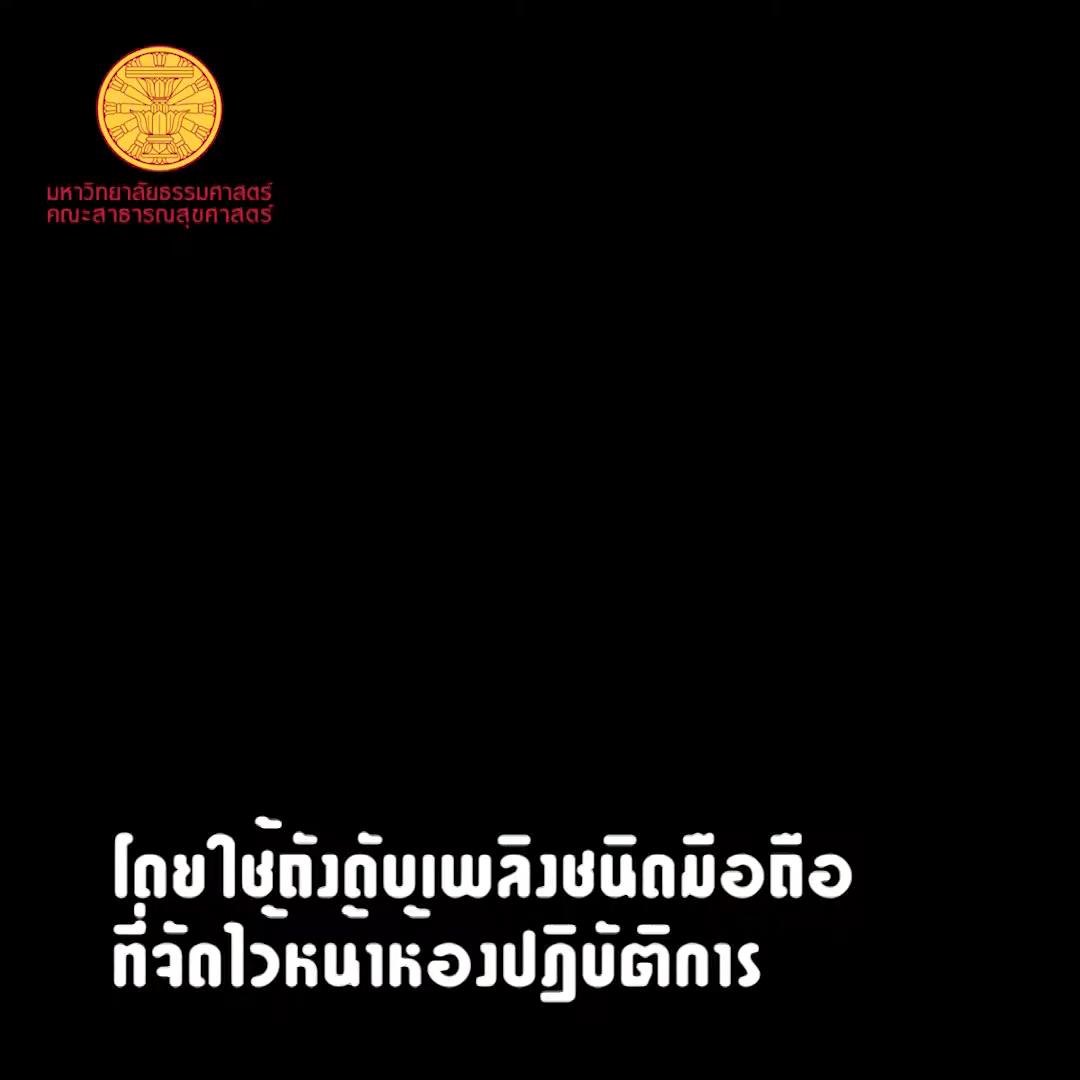 มหาวิทยาลัยธรรมศาสตร์
คณะสาธารณสุขศาสตร์
โดยใช้ถังดับเพลิงชนิดมือถือ
ที่จัดไว้หน้าห้องปฏิบัติการ